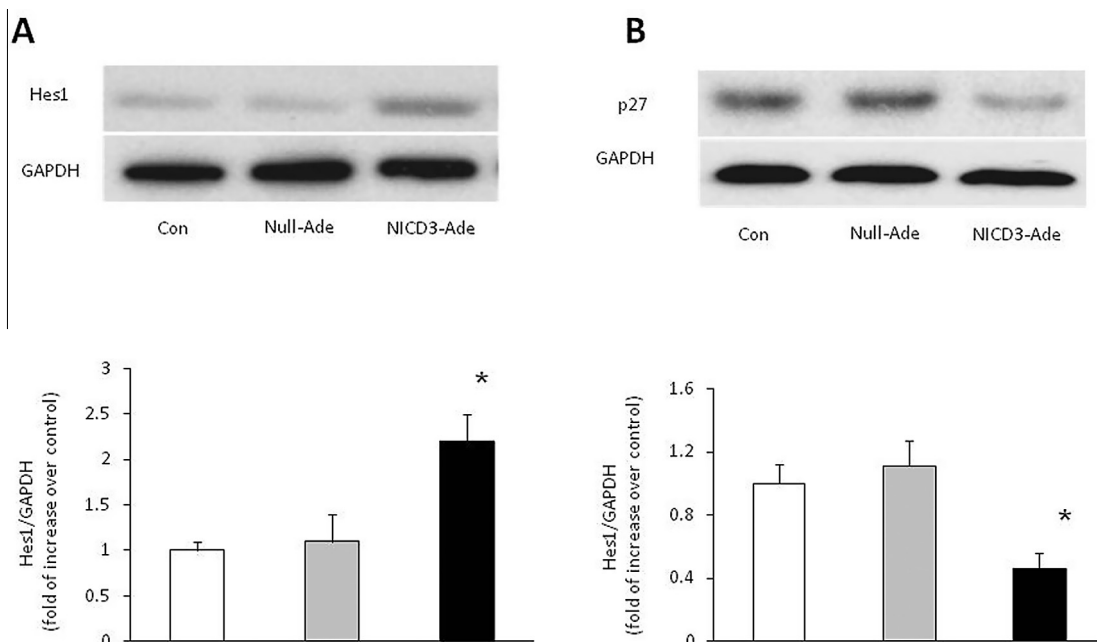 A
Hes1
GAPDH
Con Null-Ade NICD3-Ade
B
p27
GAPDH
Con Null-Ade NICD3-Ade
Hes1/GAPDH
(fold of increase over control)
3
2.5
2
1.5
1
0.5
0
*
Hes1/GAPDH
(fold of increase over control)
1.6
1.2
0.8
0.4
0
*